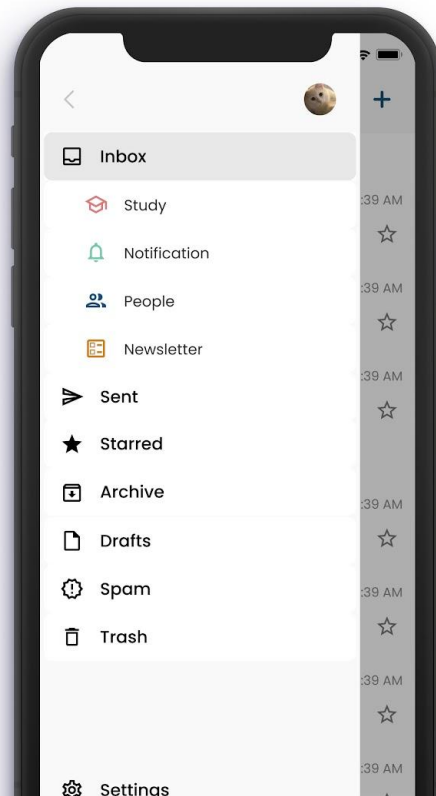 Inbox
:39 AM
Study
Notification
:39 AM
People
Newsletter
:39 AM
Sent
Starred
Archive
:39 AM
Drafts
Spam
:39 AM
Trash
:39 AM
:39 AM
Settings